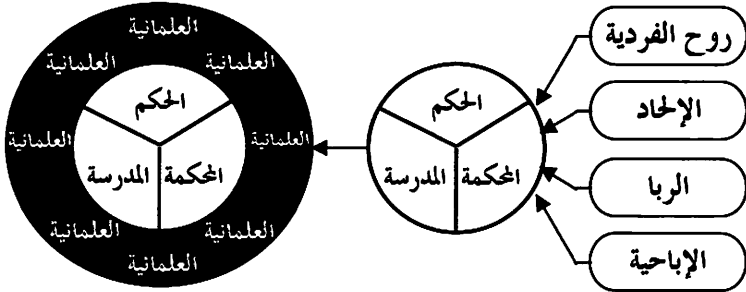 روح الفردية
الإلحاد
الربا
الإباحية
الحكم
المحكمة
المدرسة
العلمانية
العلمانية
العلمانية
العلمانية
العلمانية
العلمانية
العلمانية
العلمانية
الحكم
المحكمة
المدرسة